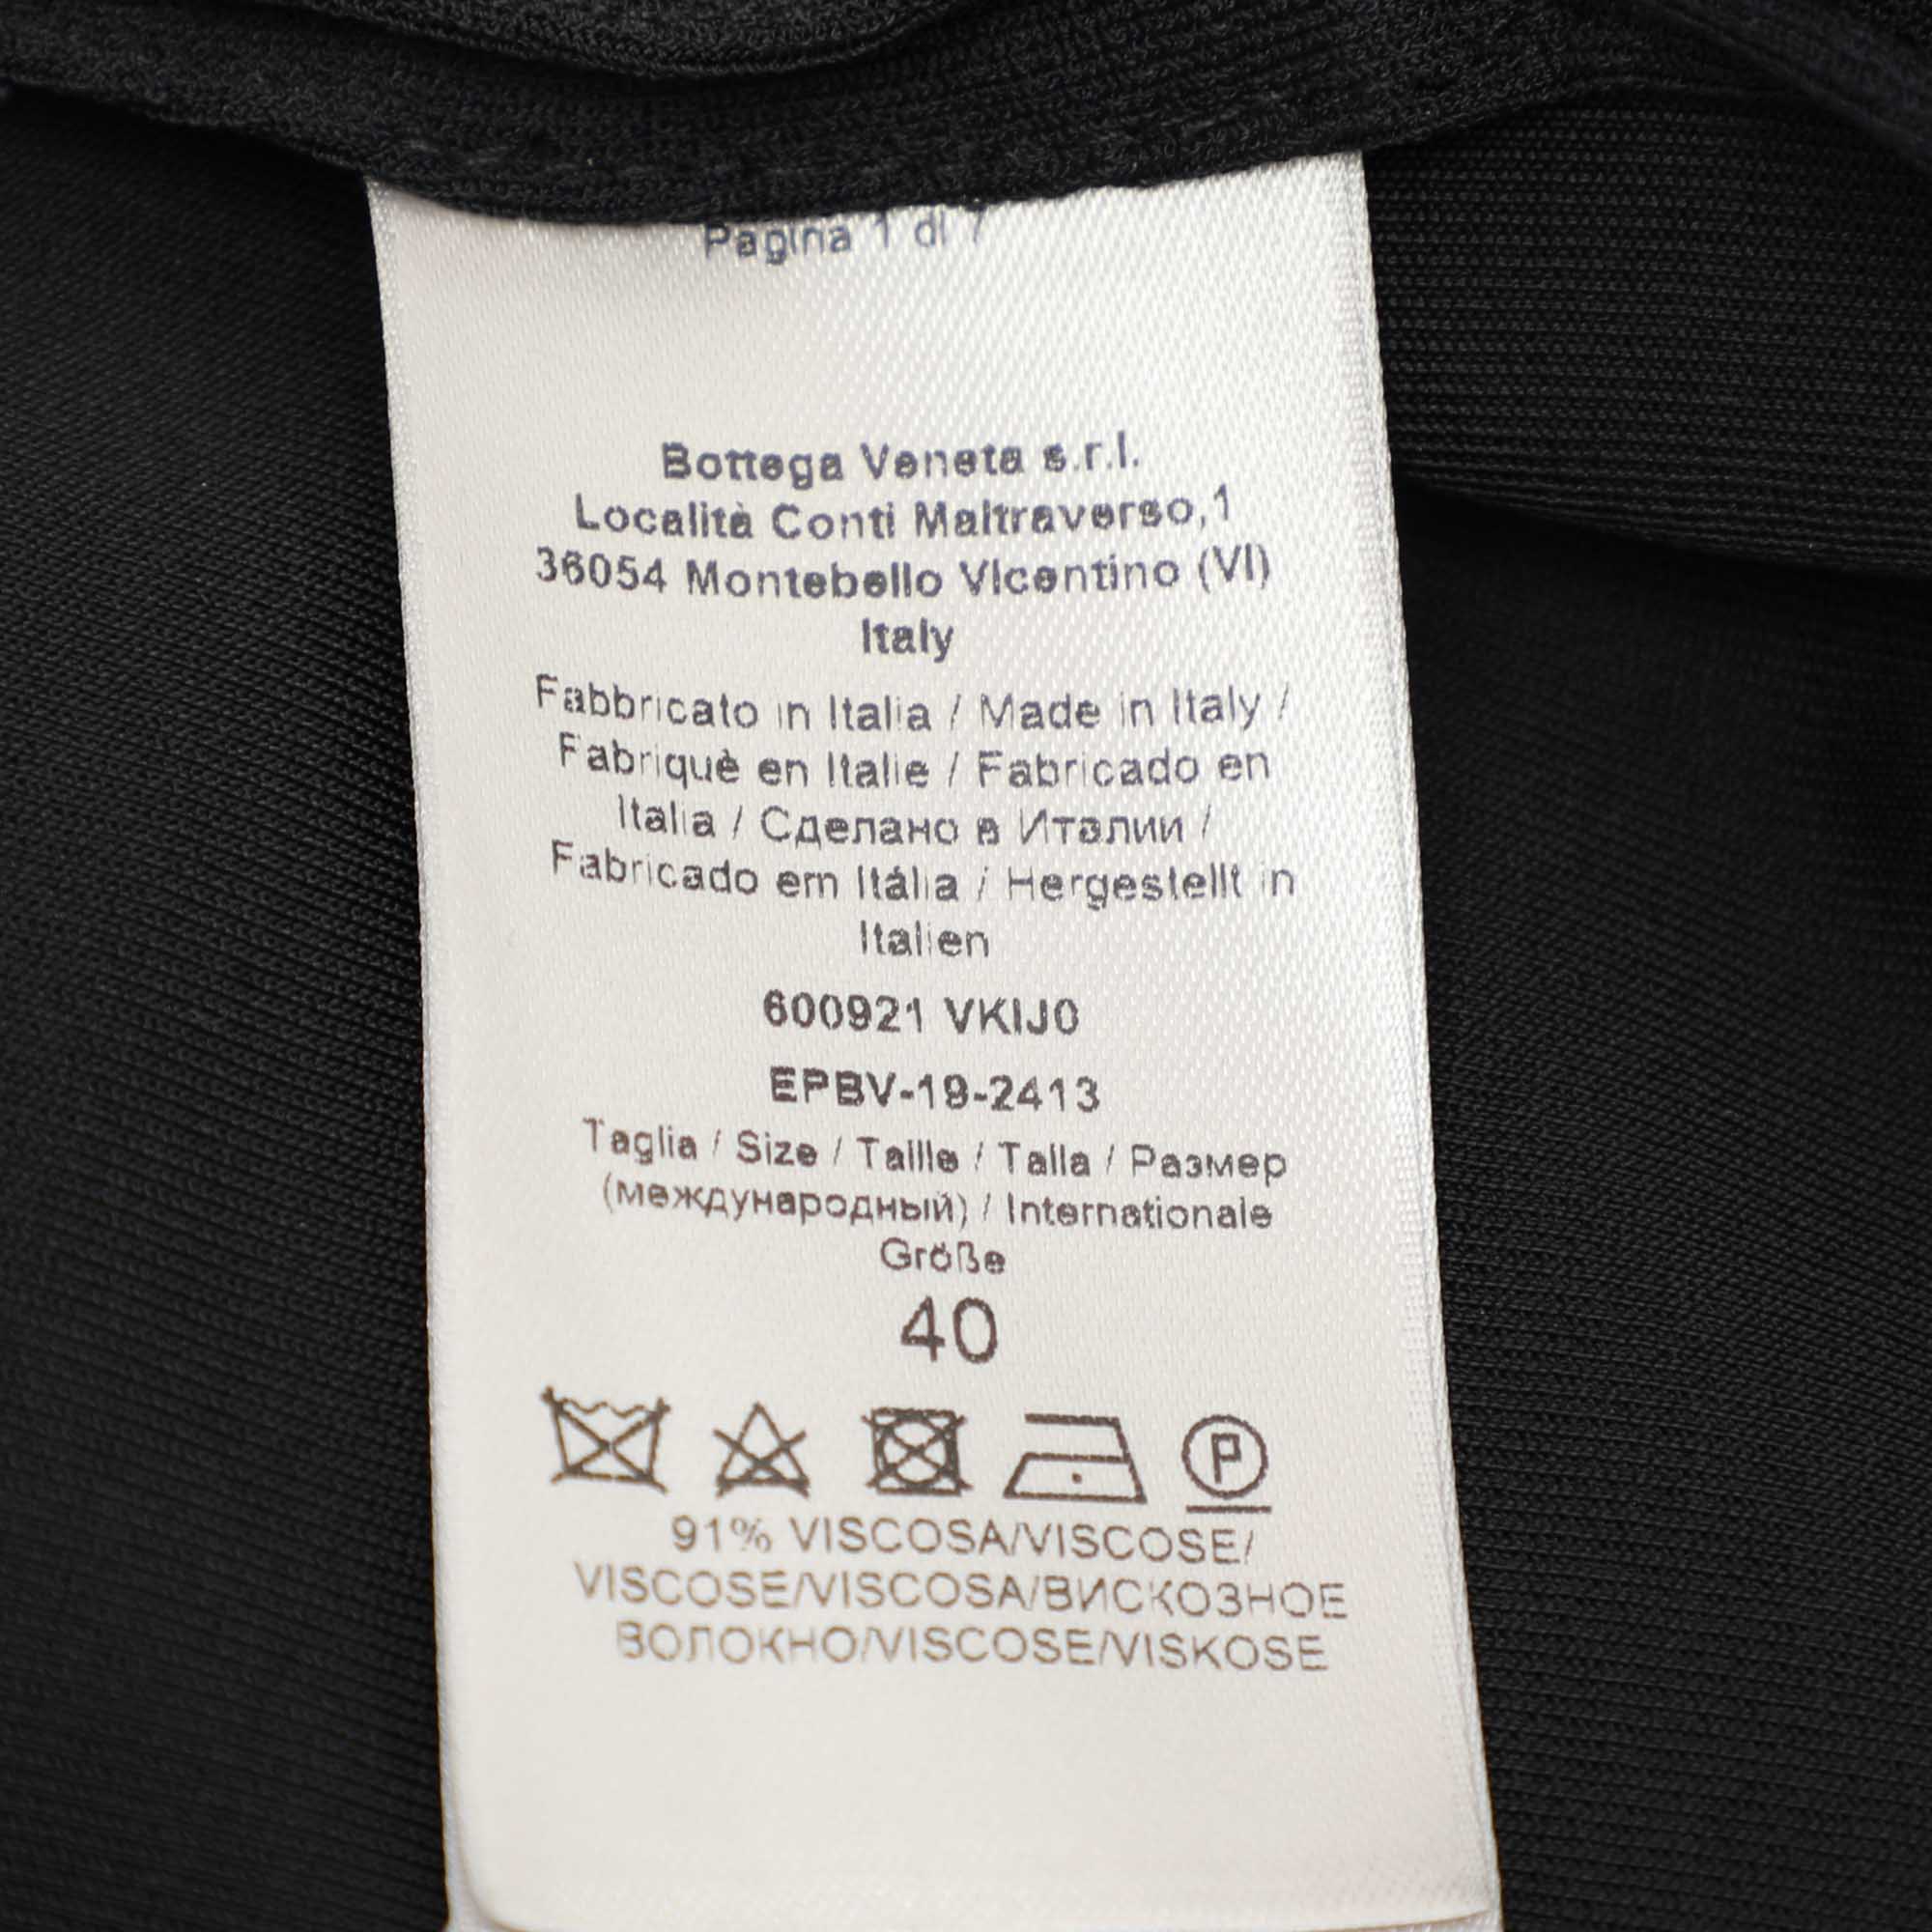 Pagina 1 di 7
Bottega Veneta s.r.l.
Località Conti Maltraverso,1
36054 Montebello Vicentino (VI)
Italy
Fabbricato in Italia / Made in Italy /
Fabriquè en Italie / Fabricado en
Italia / Сделано в Италии /
Fabricado em Itália / Hergestellt in
Italien
600921 VKIJ0
EPBV-19-2413
Taglia / Size / Taille / Talla / Размер
(международный) / Internationale
Größe
40
P
91% VISCOSA/VISCOSE/
VISCOSE/VISCOSA/ВИСКОЗНОЕ
ВОЛОКНО/VISCOSE/VISKOSE